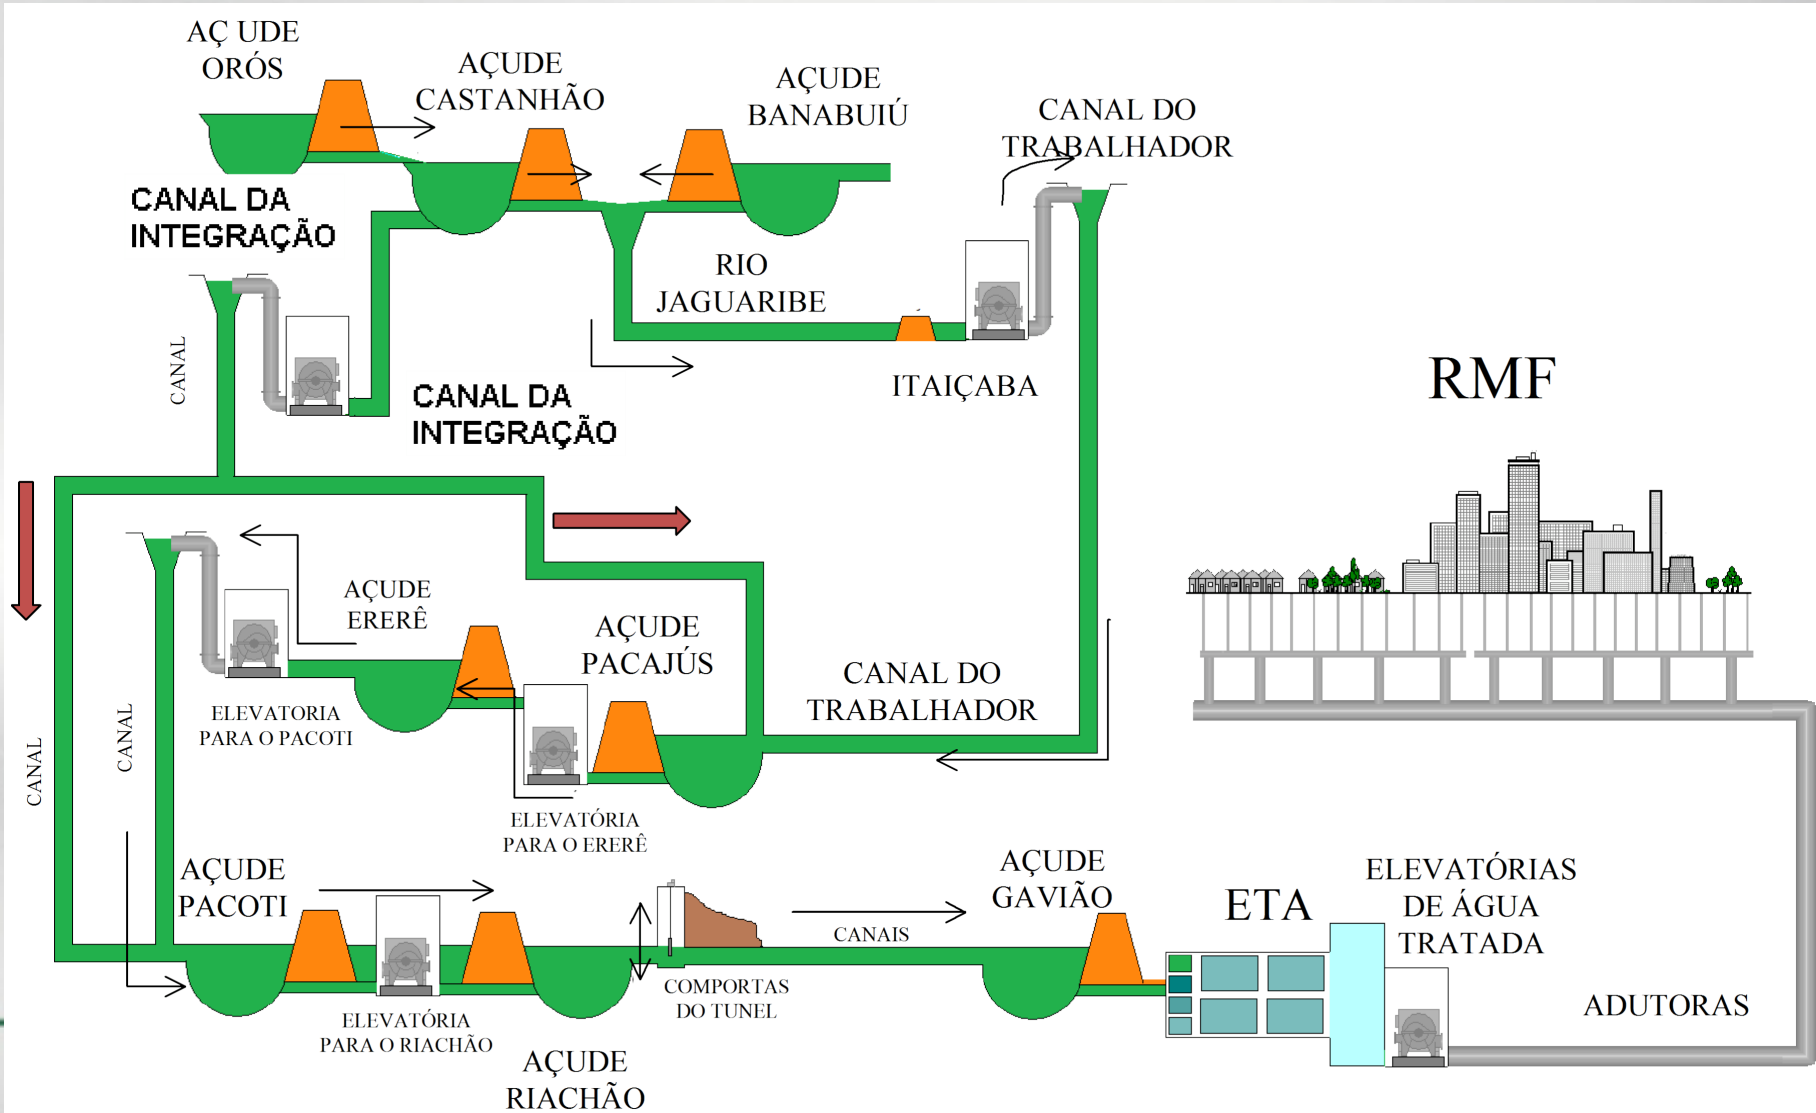 AÇ UDE
ORÓS
AÇUDE
CASTANHÃO
AÇUDE
BANABUIÚ
CANAL DO
TRABALHADOR
CANAL DA
INTEGRAÇÃO
RIO
JAGUARIBE
CANAL
ITAIÇABA
CANAL DA
INTEGRAÇÃO
RMF
AÇUDE
ERERÊ
AÇUDE
PACAJÚS
CANAL DO
TRABALHADOR
ELEVATORIA
PARA O PACOTI
CANAL
CANAL
ELEVATÓRIA
PARA O ERERÊ
AÇUDE
PACOTI
AÇUDE
GAVIÃO
ETA
ELEVATÓRIAS
DE ÁGUA
TRATADA
CANAIS
COMPORTAS
DO TUNEL
ADUTORAS
ELEVATÓRIA
PARA O RIACHÃO
AÇUDE
RIACHÃO